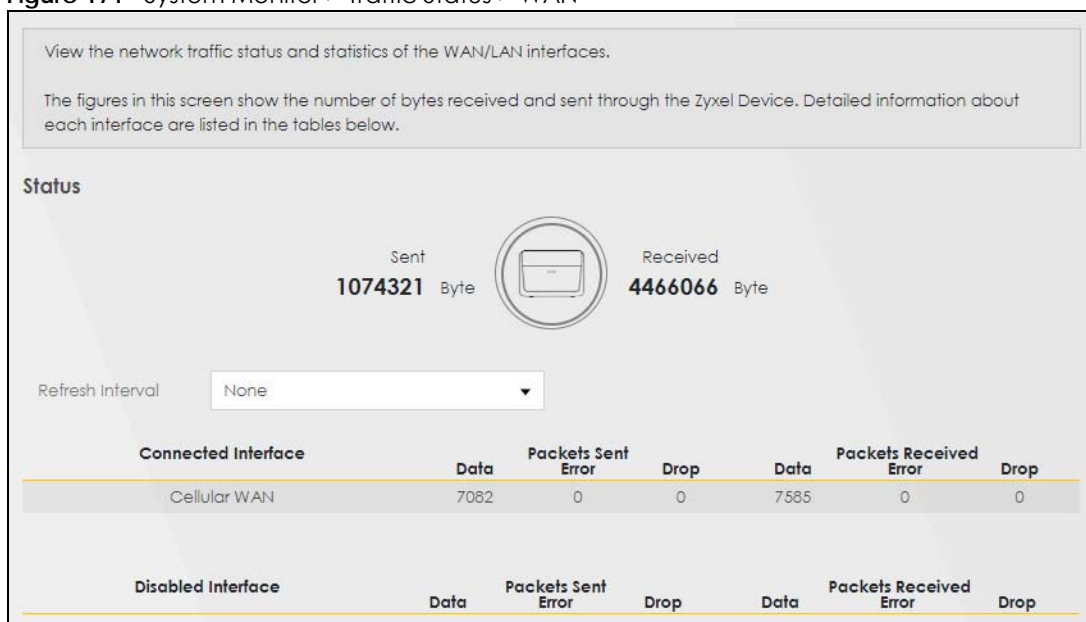 View the network traffic status and statistics of the WAN/LAN interfaces.
The figures in this screen show the number of bytes received and sent through the Zyxel Device. Detailed information about
each interface are listed in the tables below.
Status
Sent
1074321 Byte
Received
4466066 Byte
Refresh Interval None
Connected Interface Packets Sent Packets Received
Data Error Drop Data Error Drop
Cellular WAN 7082 0 0 7585 0 0
Disabled Interface Packets Sent Packets Received
Data Error Drop Data Error Drop